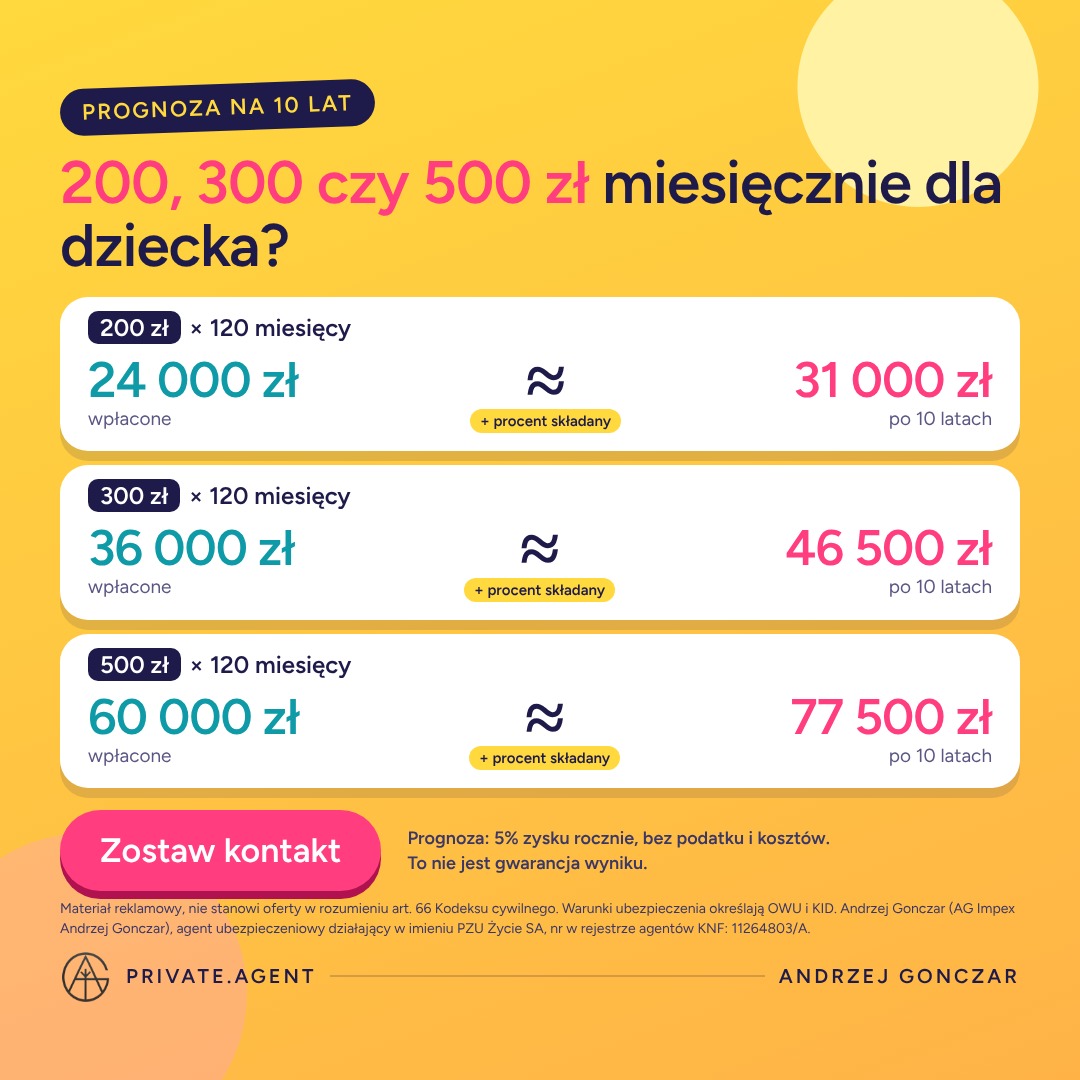 PROGNOZA NA 10 LAT
200, 300 czy 500 zł miesięcznie dla
dziecka?
200 zł × 120 miesięcy
24 000 zł ≈ 31 000 zł
wpłacone + procent składany po 10 latach
300 zł × 120 miesięcy
36 000 zł ≈ 46 500 zł
wpłacone + procent składany po 10 latach
500 zł × 120 miesięcy
60 000 zł ≈ 77 500 zł
wpłacone + procent składany po 10 latach
Zostaw kontakt
Prognoza: 5% zysku rocznie, bez podatku i kosztów.
To nie jest gwarancja wyniku.
Materiał reklamowy, nie stanowi oferty w rozumieniu art. 66 Kodeksu cywilnego. Warunki ubezpieczenia określają OWU i KID. Andrzej Gonczar (AG Impex
Andrzej Gonczar), agent ubezpieczeniowy działający w imieniu PZU Życie SA, nr w rejestrze agentów KNF: 11264803/A.
PRIVATE.AGENT ANDRZEJ GONCZAR